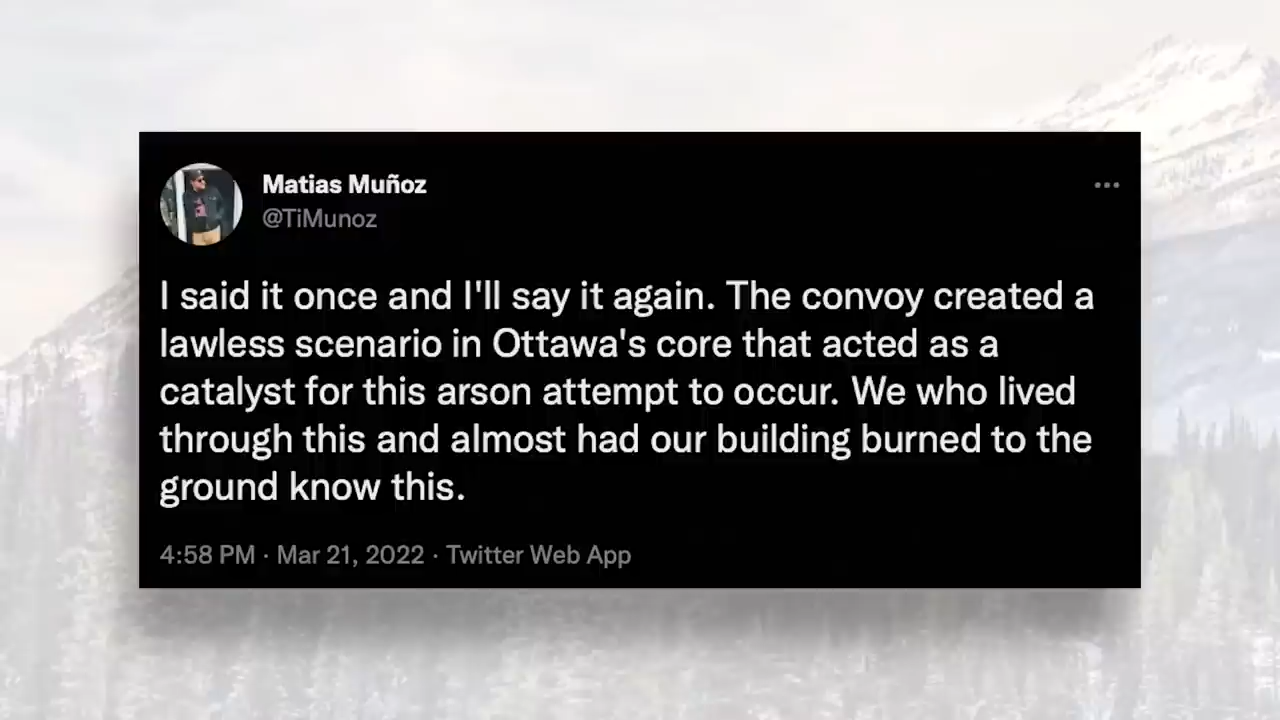 Matias Muñoz
@TiMunoz
I said it once and I'll say it again. The convoy created a
lawless scenario in Ottawa's core that acted as a
catalyst for this arson attempt to occur. We who lived
through this and almost had our building burned to the
ground know this.
4:58 PM · Mar 21, 2022 · Twitter Web App